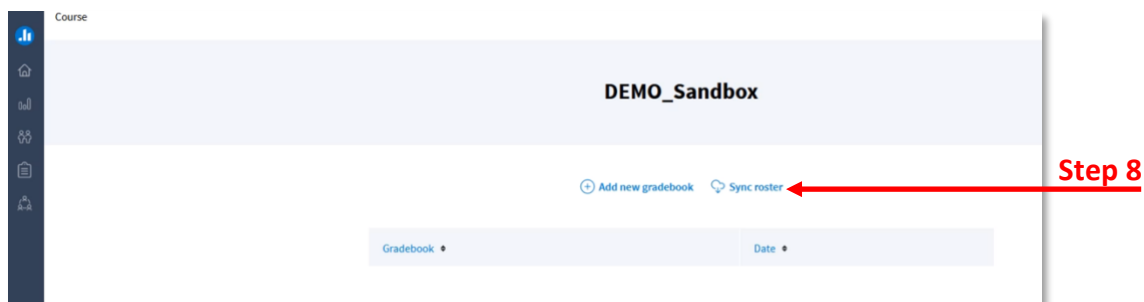 Course
DEMO_Sandbox
Add new gradebook Sync roster
Step 8
Gradebook Date